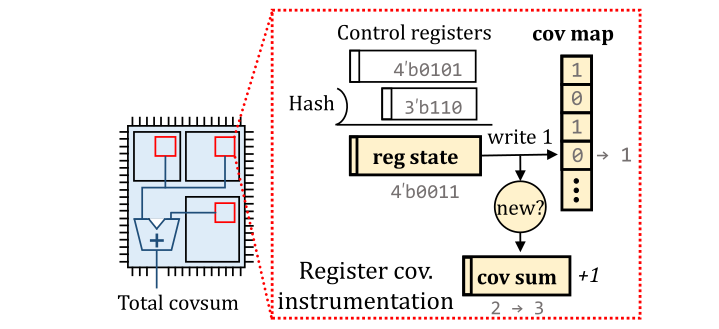 Control registers
cov map
4'b0101
1
Hash
3'b110
0
1
write 1
reg state
0 → 1
4'b0011
new?
+
Register cov.
instrumentation
cov sum
+1
Total covsum
2 → 3